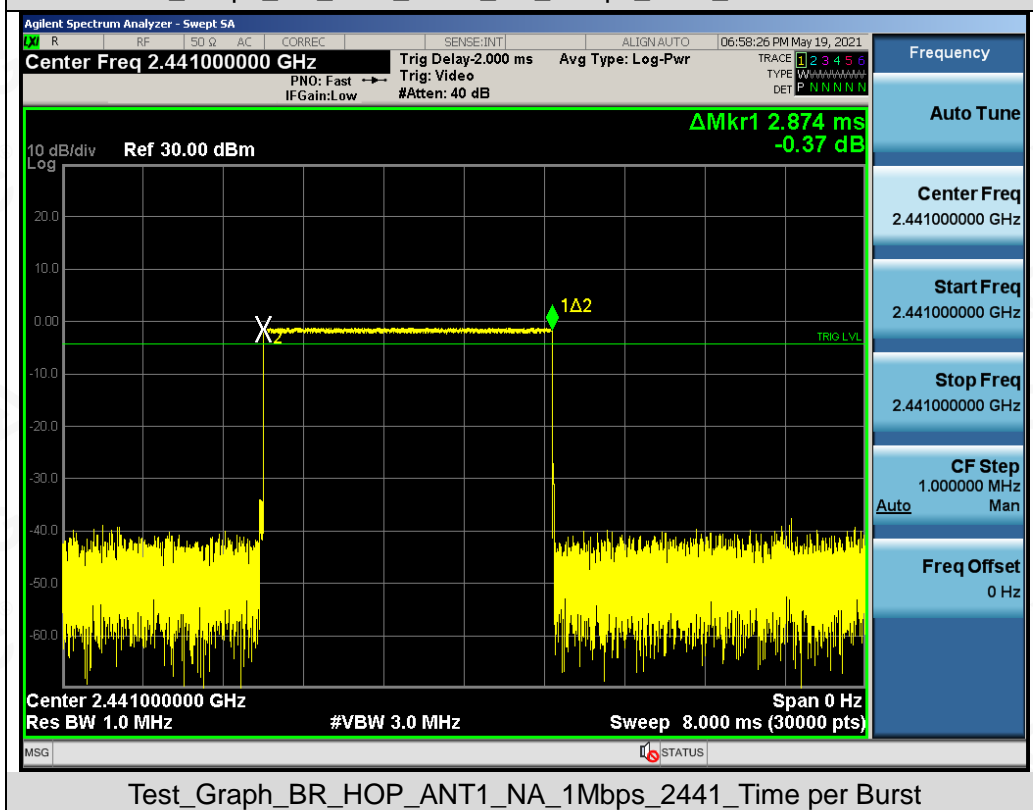 Agilent Spectrum Analyzer - Swept SA
LXI R RF 50 Ω AC CORREC SENSE:INT ALIGN AUTO 06:58:26 PM May 19, 2021
Center Freq 2.441000000 GHz
PNO: Fast
IFGain:Low
Trig Delay-2.000 ms
Trig: Video
#Atten: 40 dB
Avg Type: Log-Pwr
TRACE 1 2 3 4 5 6
TYPE W
DET P N N N N N
ΔMkr1 2.874 ms
-0.37 dB
10 dB/div Ref 30.00 dBm
Log
20.0
10.0
0.00
-10.0
-20.0
-30.0
-40.0
-50.0
-60.0
X2
1Δ2
TRIG LVL
Center 2.441000000 GHz Span 0 Hz
Res BW 1.0 MHz #VBW 3.0 MHz Sweep 8.000 ms (30000 pts)
MSG STATUS
Frequency
Auto Tune
Center Freq
2.441000000 GHz
Start Freq
2.441000000 GHz
Stop Freq
2.441000000 GHz
CF Step
1.000000 MHz
Auto Man
Freq Offset
0 Hz
Test_Graph_BR_HOP_ANT1_NA_1Mbps_2441_Time per Burst